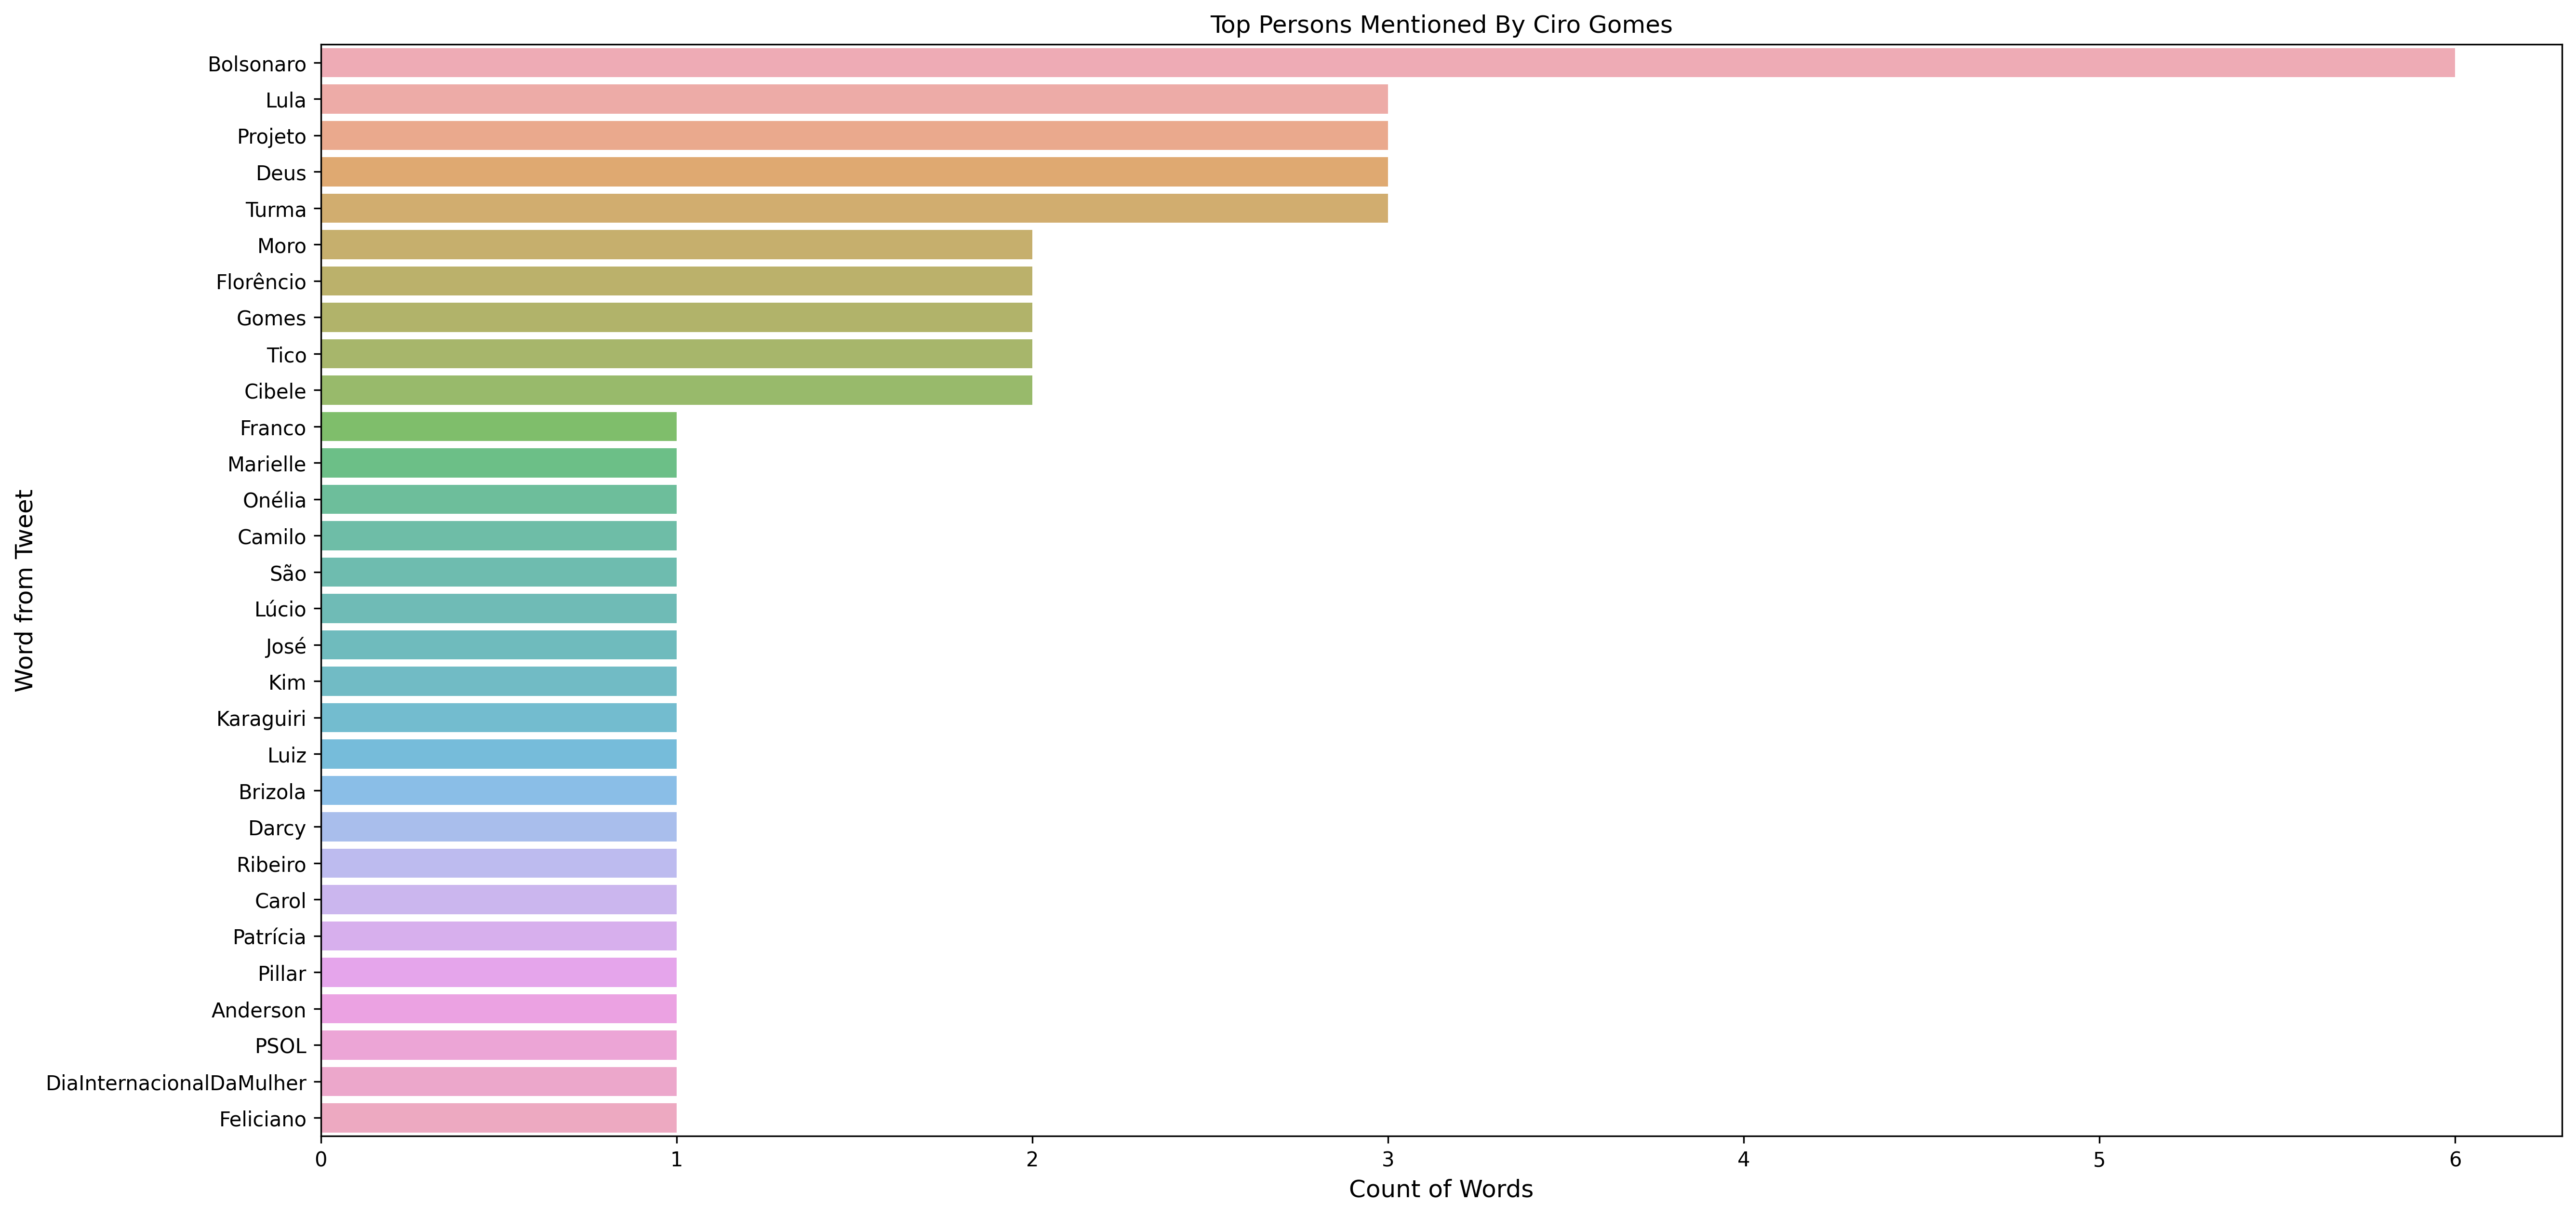 Top Persons Mentioned By Ciro Gomes
Bolsonaro
Lula
Projeto
Deus
Turma
Moro
Florêncio
Gomes
Tico
Cibele
Franco
Marielle
Onélia
Camilo
São
Lúcio
José
Kim
Karaguiri
Luiz
Brizola
Darcy
Ribeiro
Carol
Patrícia
Pillar
Anderson
PSOL
DiaInternacionalDaMulher
Feliciano
Word from Tweet
0 1 2 3 4 5 6
Count of Words